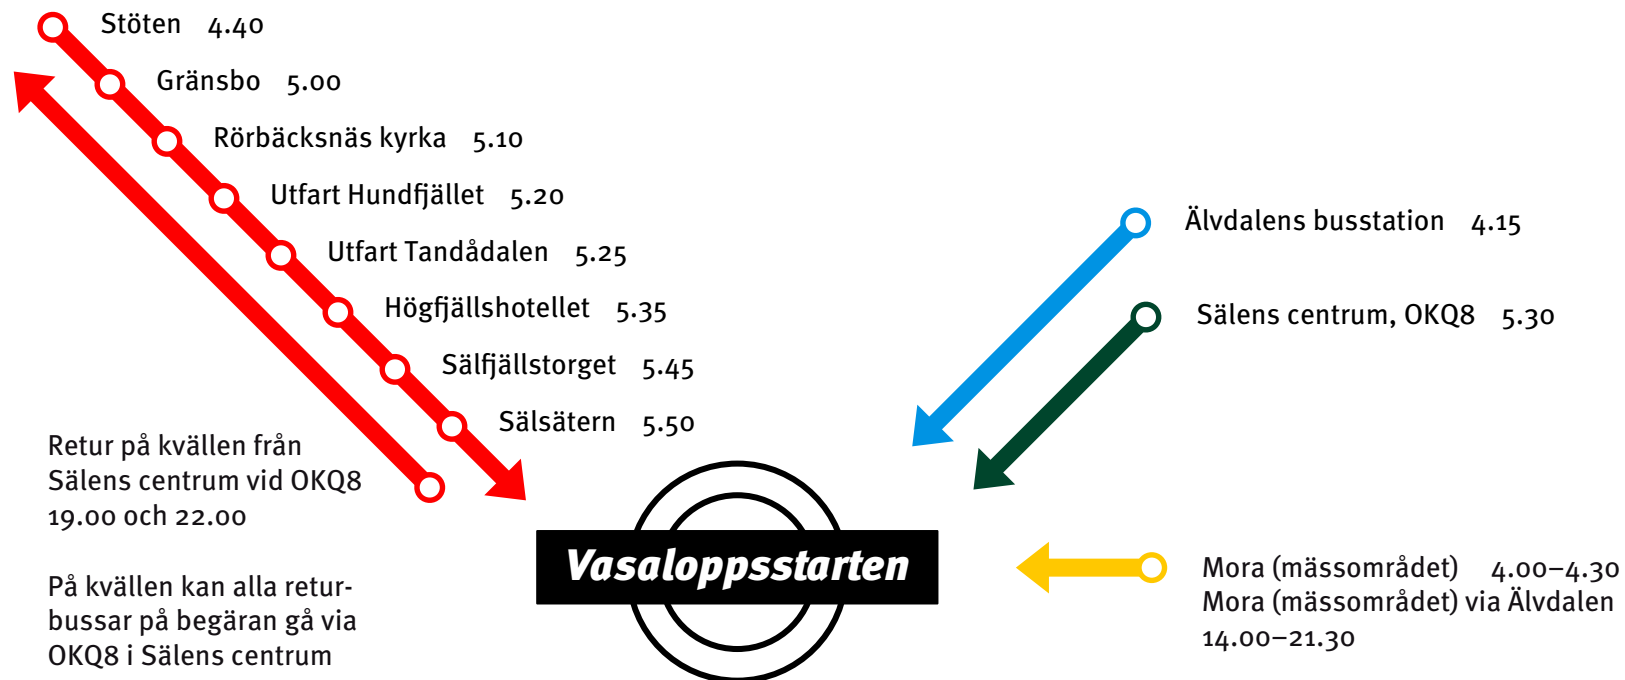 Stöten 4.40
Gränsbo 5.00
Rörbäcksnäs kyrka 5.10
Utfart Hundfjället 5.20
Utfart Tandådalen 5.25
Högfjällshotellet 5.35
Sälfjällstorget 5.45
Sälsätern 5.50
Retur på kvällen från
Sälens centrum vid OKQ8
19.00 och 22.00
På kvällen kan alla retur-
bussar på begäran gå via
OKQ8 i Sälens centrum
Vasaloppsstarten
Älvdalens busstation 4.15
Sälens centrum, OKQ8 5.30
Mora (mässområdet) 4.00–4.30
Mora (mässområdet) via Älvdalen
14.00–21.30